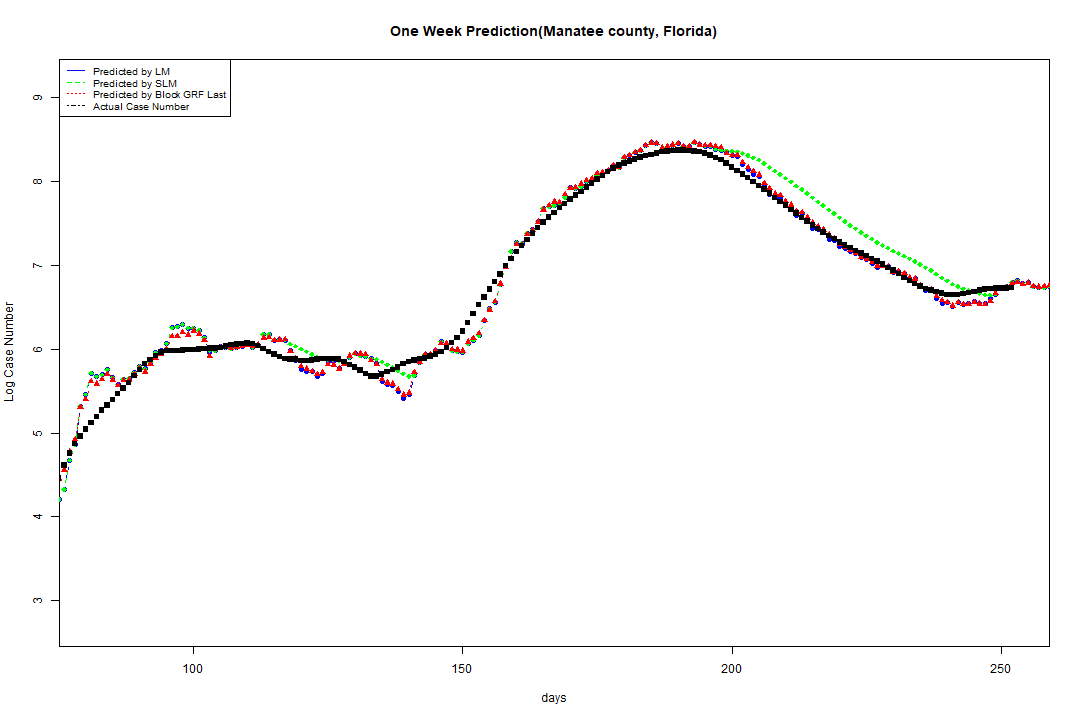 One Week Prediction(Manatee county, Florida)
Predicted by LM
Predicted by SLM
Predicted by Block GRF Last
Actual Case Number
9
8
7
6
5
4
3
Log Case Number
100 150 200 250
days